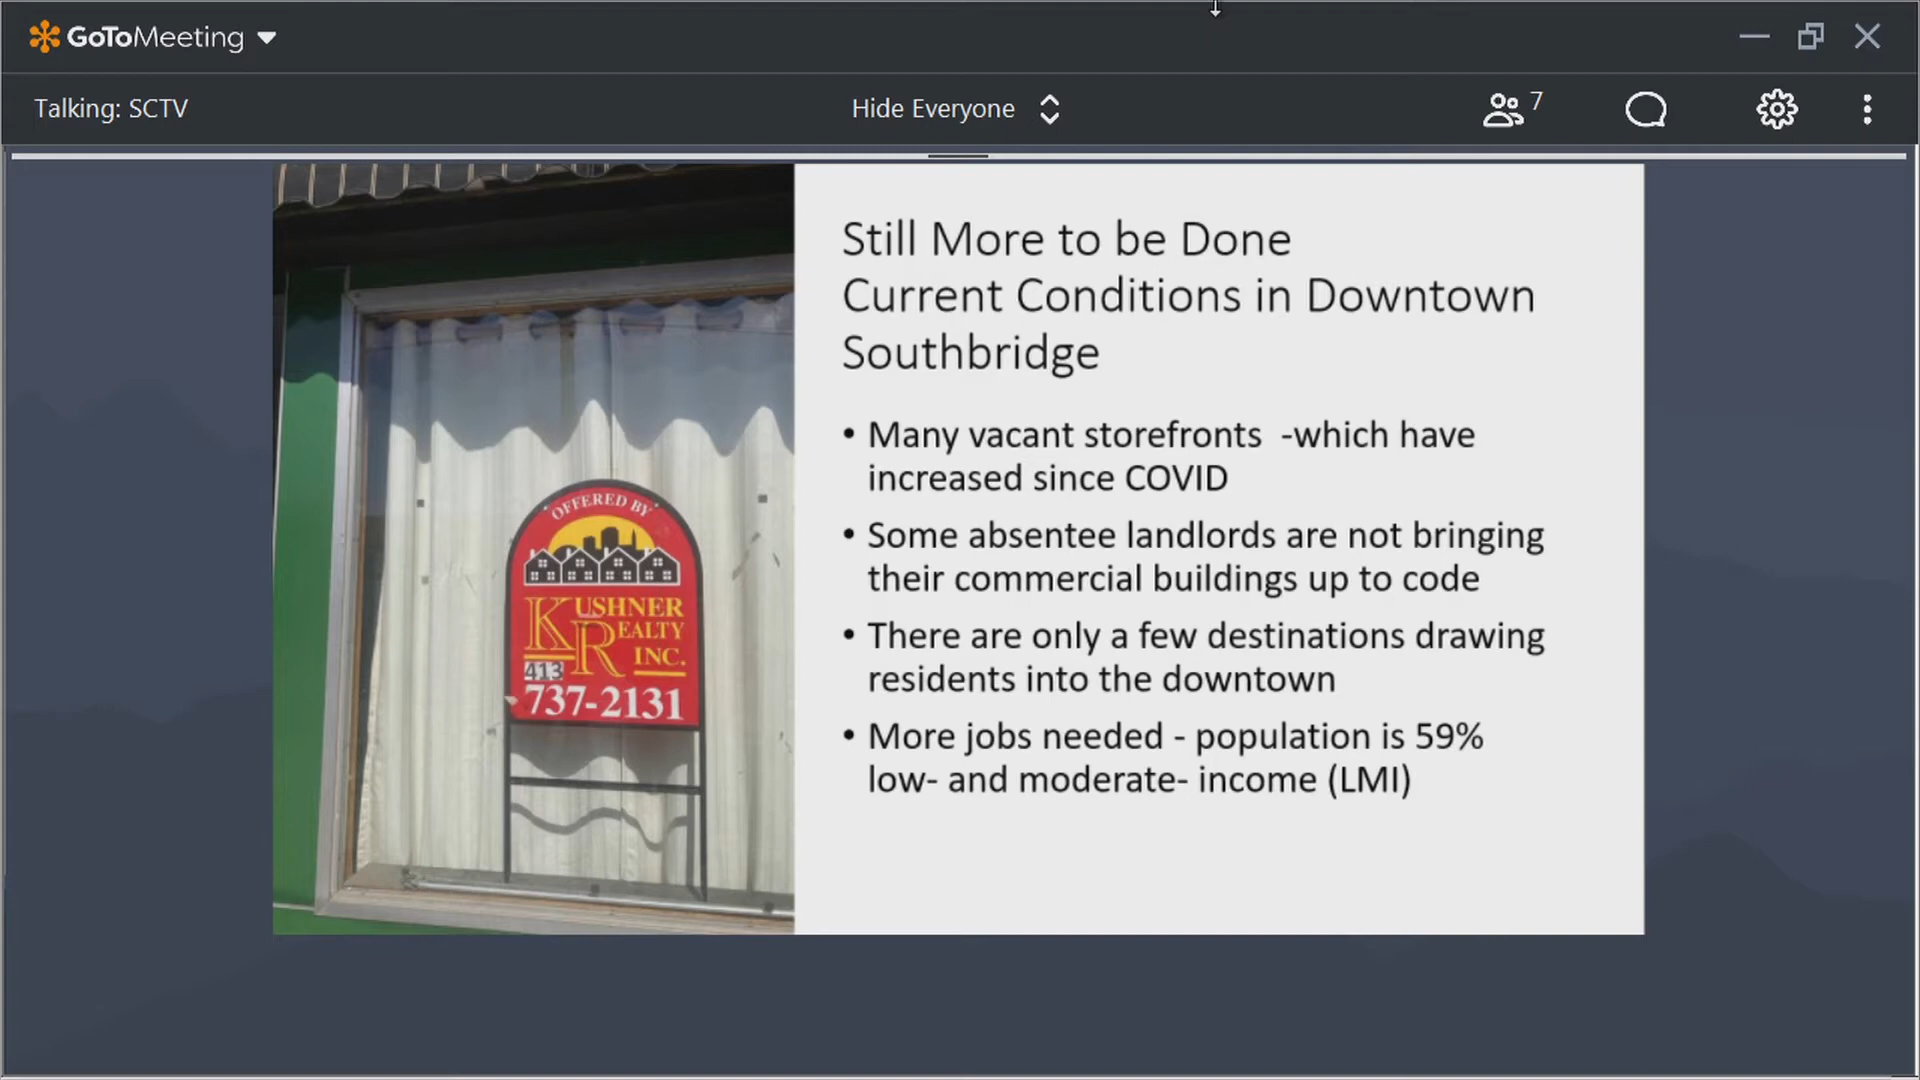 GoToMeeting
Talking: SCTV
Hide Everyone
7
OFFERED BY
KUSHNER
REALTY
INC.
413
737-2131
Still More to be Done
Current Conditions in Downtown
Southbridge
• Many vacant storefronts -which have
increased since COVID
• Some absentee landlords are not bringing
their commercial buildings up to code
• There are only a few destinations drawing
residents into the downtown
• More jobs needed - population is 59%
low- and moderate- income (LMI)